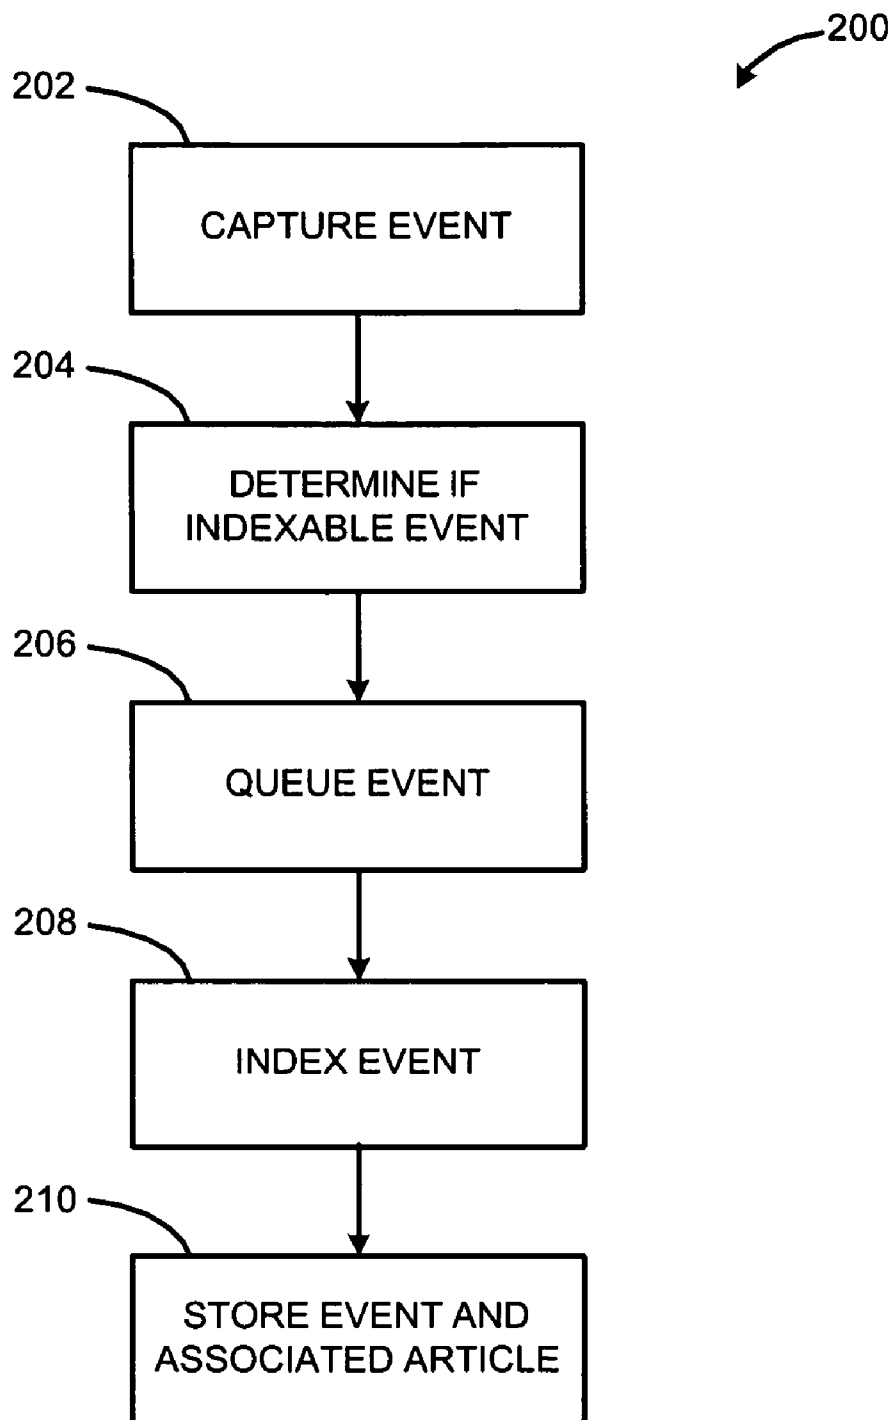 200
202
CAPTURE EVENT
204
DETERMINE IF
INDEXABLE EVENT
206
QUEUE EVENT
208
INDEX EVENT
210
STORE EVENT AND
ASSOCIATED ARTICLE